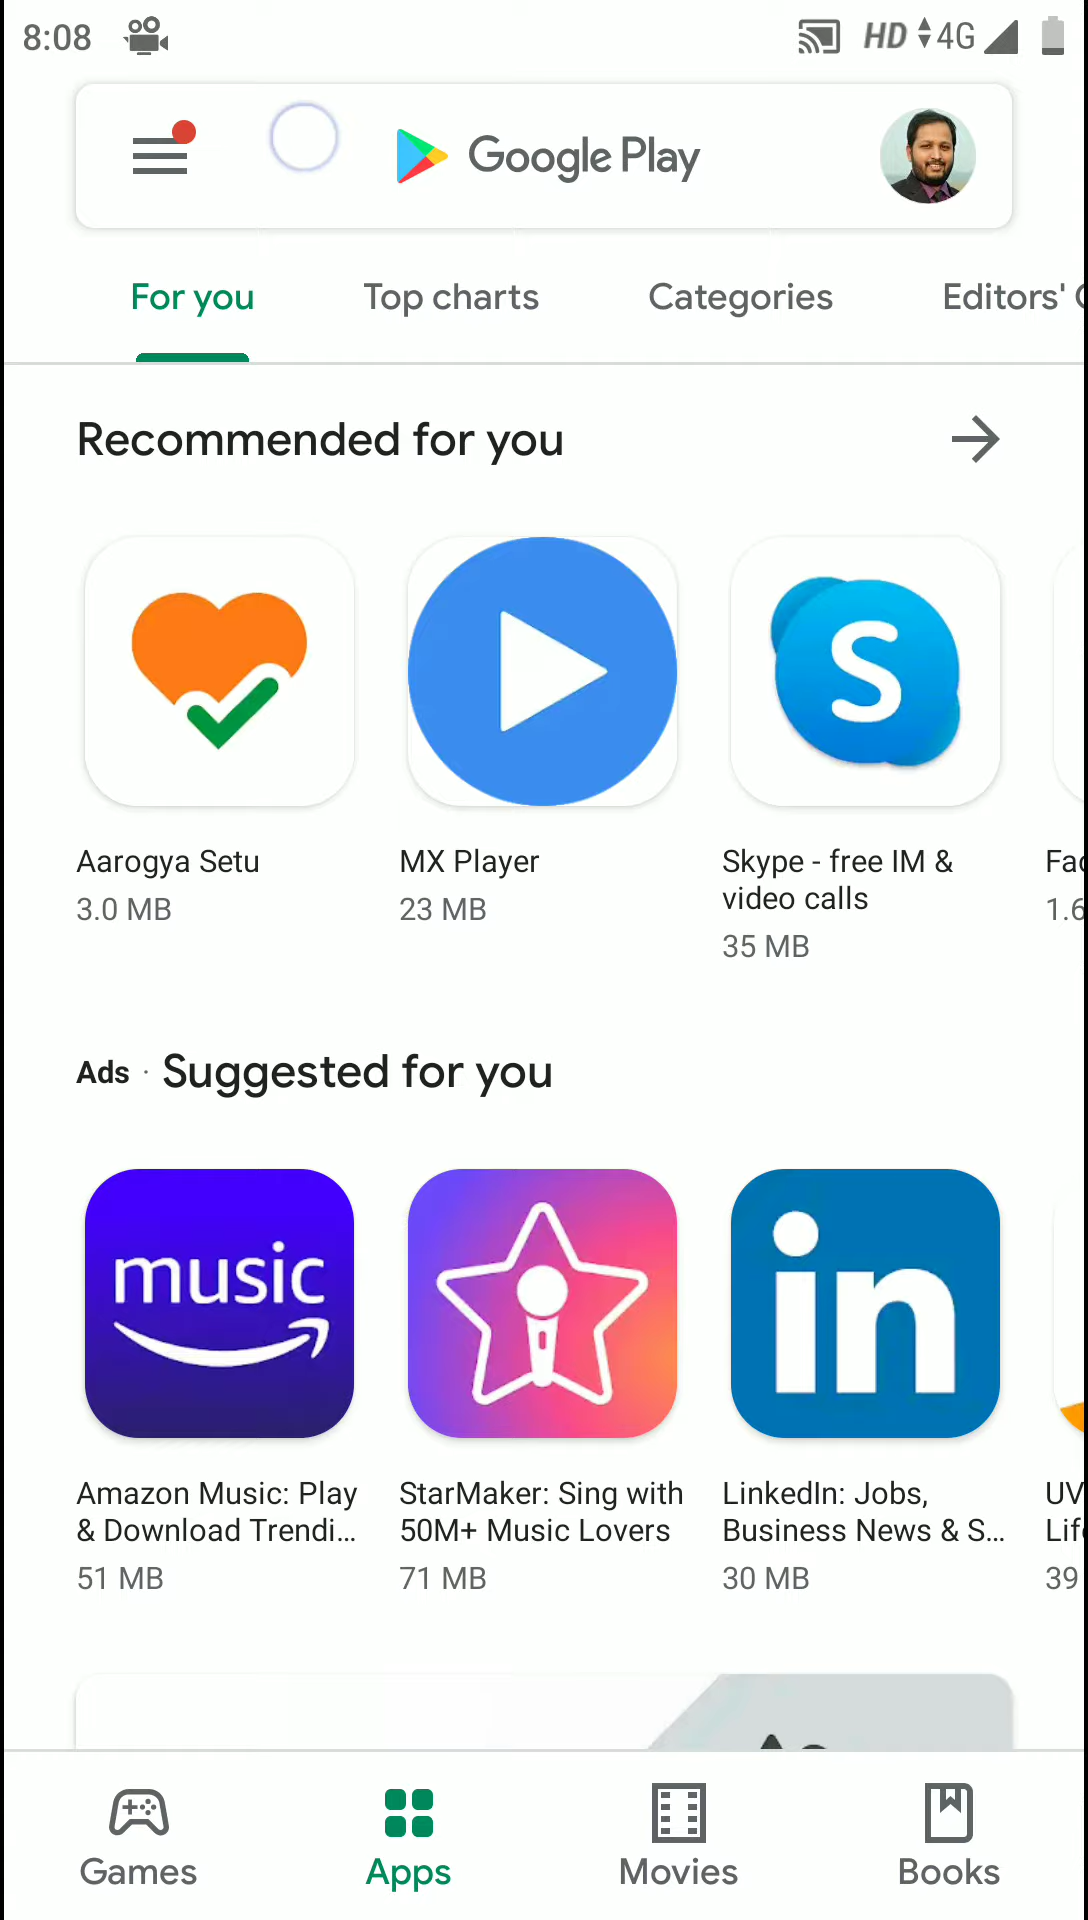 8:08 HD 4G
Google Play
For you Top charts Categories Editors'
Recommended for you
S
Aarogya Setu MX Player Skype - free IM &
video calls
3.0 MB 23 MB
35 MB
Ads · Suggested for you
music in
Amazon Music: Play StarMaker: Sing with LinkedIn: Jobs, UV
& Download Trendi... 50M+ Music Lovers Business News & S...
51 MB 71 MB 30 MB 39
Games Apps Movies Books